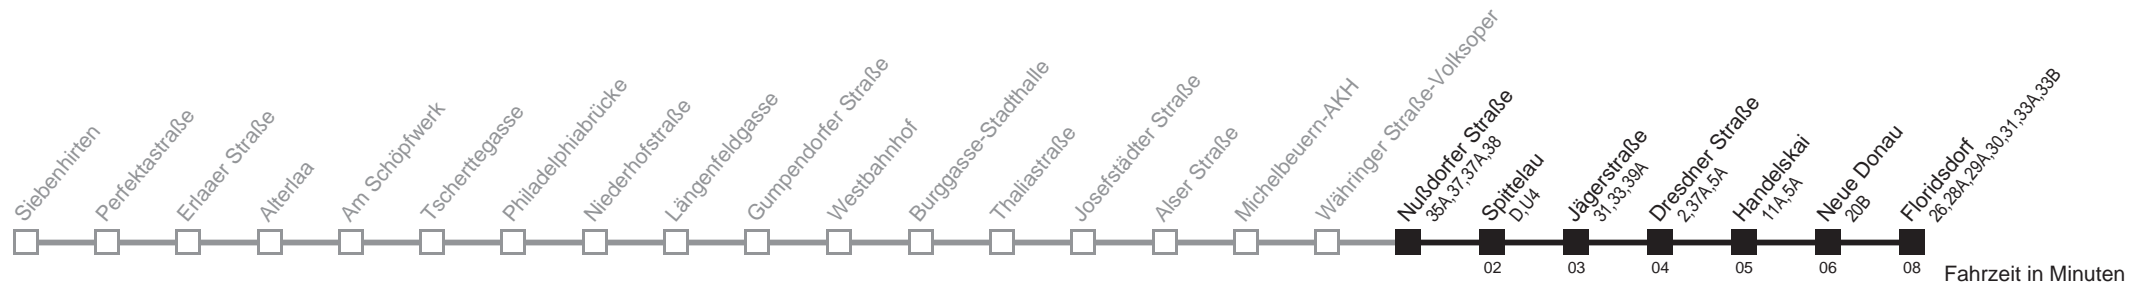 Siebenhirten
Perfektastraße
Erlaaer Straße
Alterlaa
Am Schöpfwerk
Tscherttegasse
Philadelphiabrücke
Niederhofstraße
Längenfeldgasse
Gumpendorfer Straße
Westbahnhof
Burggasse-Stadthalle
Thaliastraße
Josefstädter Straße
Alser Straße
Michelbeuern-AKH
Währinger Straße-Volksoper
Nußdorfer Straße
35A,37,37A,38
Spittelau
D,U4
Jägerstraße
31,33,39A
Dresdner Straße
2,37A,5A
Handelskai
11A,5A
Neue Donau
20B
Floridsdorf
26,28A,29A,30,31,33A,33B
02 03 04 05 06 08
Fahrzeit in Minuten